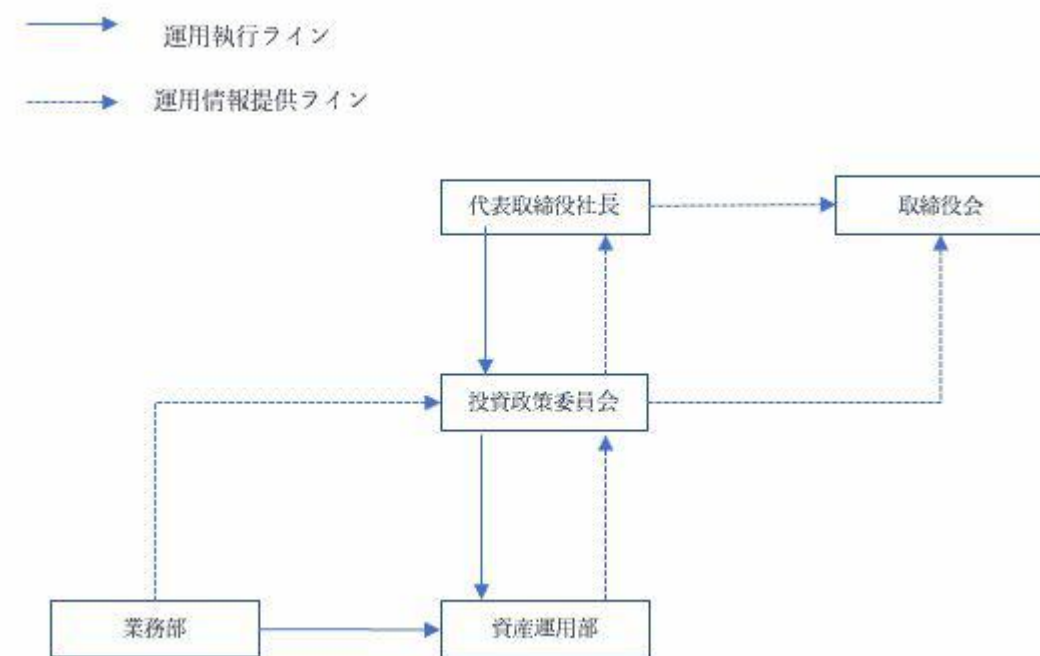 運用執行ライン
運用情報提供ライン
代表取締役社長
取締役会
投資政策委員会
業務部
資産運用部